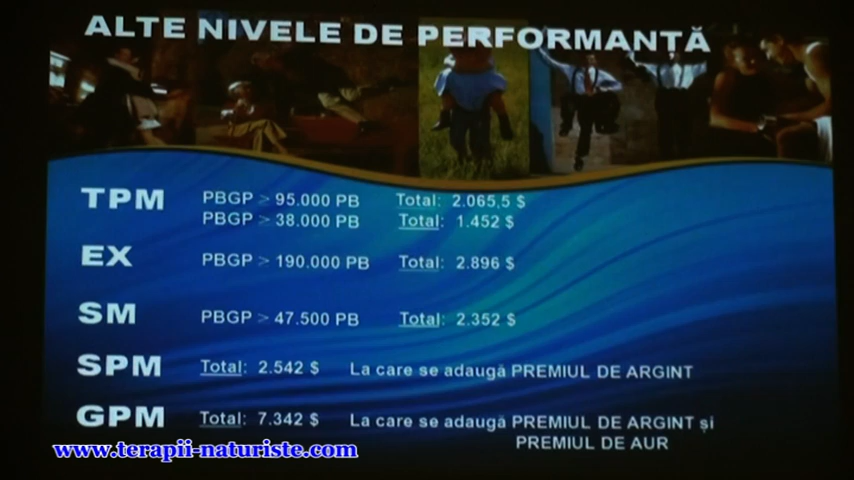 ALTE NIVELE DE PERFORMANȚĂ
TPM PBGP > 95.000 PB Total: 2.065,5 $
PBGP > 38.000 PB Total: 1.452 $
EX PBGP > 190.000 PB Total: 2.896 $
SM PBGP > 47.500 PB Total: 2.352 $
SPM Total: 2.542 $ La care se adaugă PREMIUL DE ARGINT
GPM Total: 7.342 $ La care se adaugă PREMIUL DE ARGINT și
PREMIUL DE AUR
www.terapii-naturiste.com